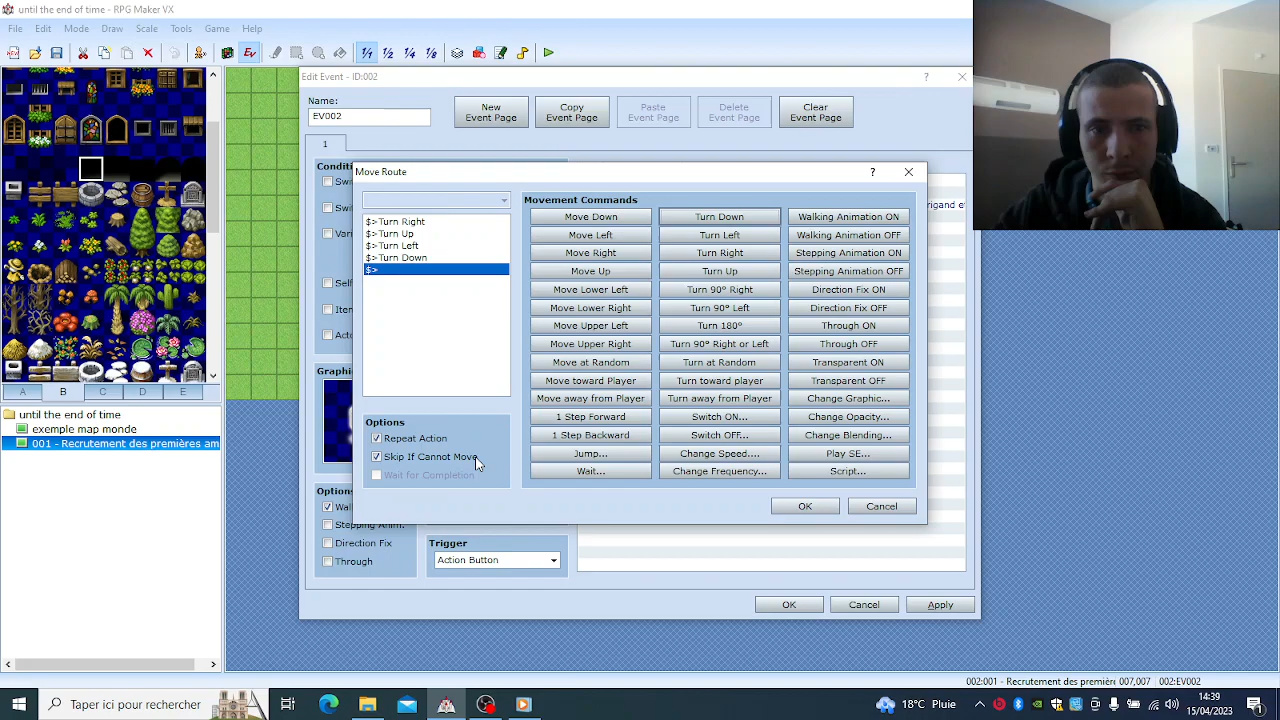 until the end of time - RPG Maker VX
File Edit Mode Draw Scale Tools Game Help
Ev 1/1 1/2 1/4 1/8
Edit Event - ID:002
Name:
EV002
New Event Page
Copy Event Page
Paste Event Page
Delete Event Page
Clear Event Page
1
Move Route
$>Turn Right
$>Turn Up
$>Turn Left
$>Turn Down
$>
Options
Repeat Action
Skip If Cannot Move
Wait for Completion
Movement Commands
Move Down Turn Down Walking Animation ON
Move Left Turn Left Walking Animation OFF
Move Right Turn Right Stepping Animation ON
Move Up Turn Up Stepping Animation OFF
Move Lower Left Turn 90° Right Direction Fix ON
Move Lower Right Turn 90° Left Direction Fix OFF
Move Upper Left Turn 180° Through ON
Move Upper Right Turn 90° Right or Left Through OFF
Move at Random Turn at Random Transparent ON
Move toward Player Turn toward player Transparent OFF
Move away from Player Turn away from Player Change Graphic...
1 Step Forward Switch ON... Change Opacity...
1 Step Backward Switch OFF... Change Blending...
Jump... Change Speed.... Play SE...
Wait... Change Frequency... Script...
OK Cancel
Direction Fix
Through
Trigger
Action Button
OK Cancel Apply
A B C D E
until the end of time
exemple map monde
001 - Recrutement des premières am
002:001 - Recrutement des première 007,007 002:EV002
Taper ici pour rechercher
18°C Pluie
14:39
15/04/2023